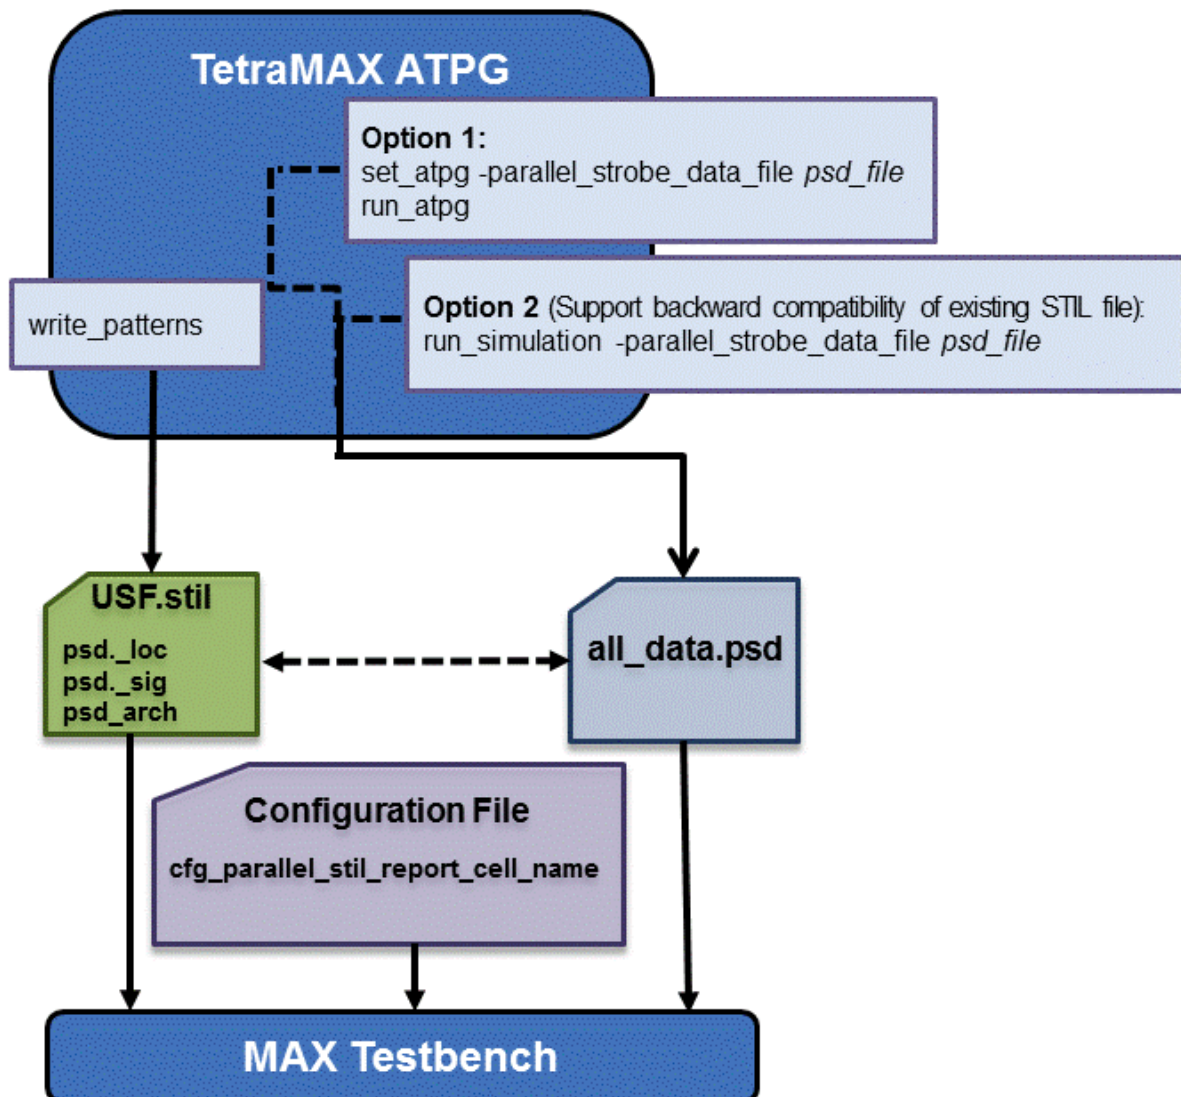 TetraMAX ATPG
Option 1:
set_atpg -parallel_strobe_data_file psd_file
run_atpg
Option 2 (Support backward compatibility of existing STIL file):
run_simulation -parallel_strobe_data_file psd_file
write_patterns
USF.stil
psd._loc
psd._sig
psd_arch
all_data.psd
Configuration File
cfg_parallel_stil_report_cell_name
MAX Testbench